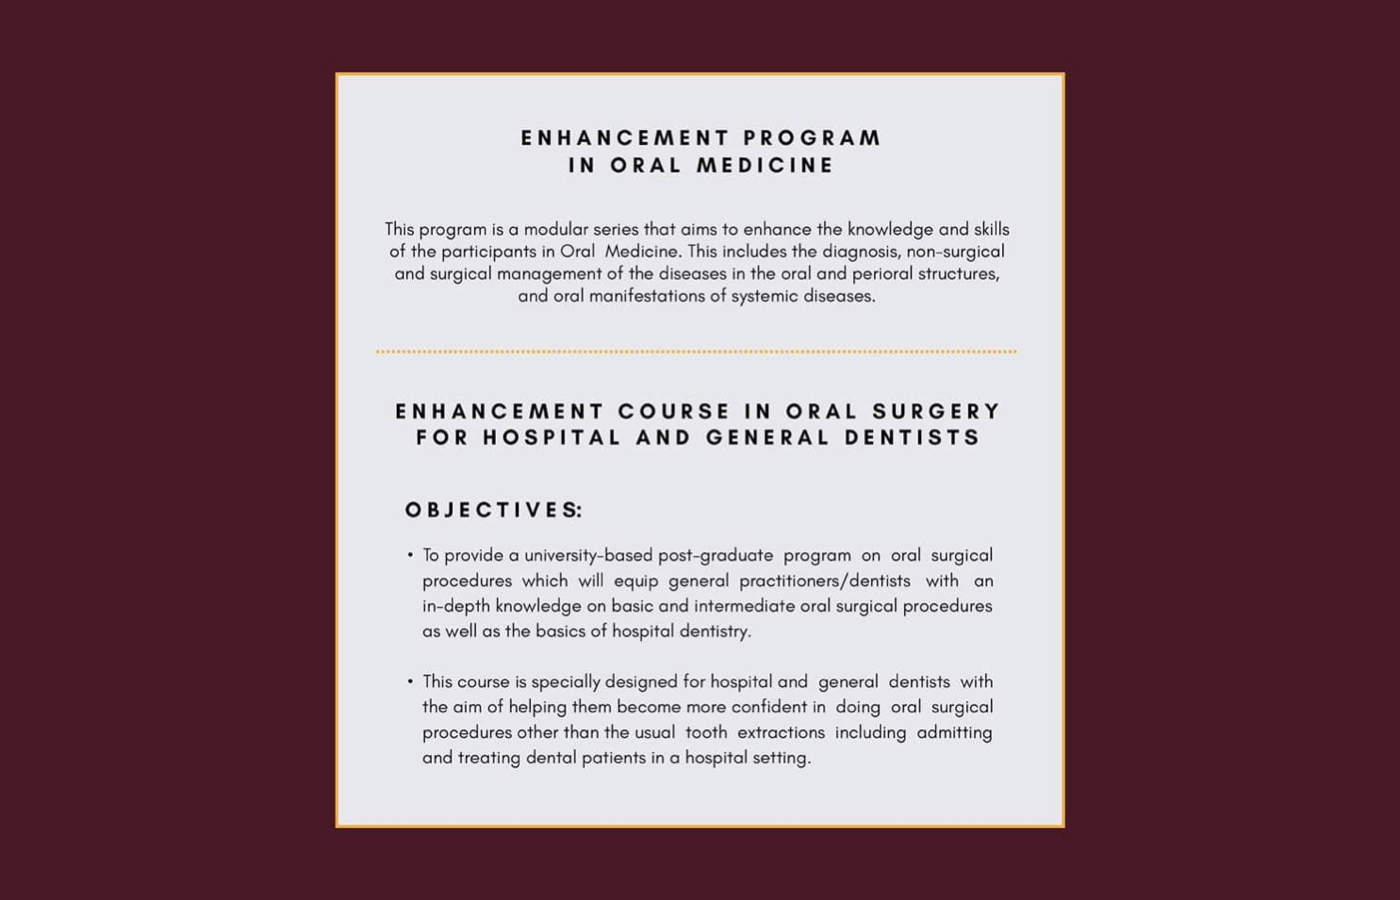 ENHANCEMENT PROGRAM
IN ORAL MEDICINE
This program is a modular series that aims to enhance the knowledge and skills
of the participants in Oral Medicine. This includes the diagnosis, non-surgical
and surgical management of the diseases in the oral and perioral structures,
and oral manifestations of systemic diseases.
ENHANCEMENT COURSE IN ORAL SURGERY
FOR HOSPITAL AND GENERAL DENTISTS
OBJECTIVES:
• To provide a university-based post-graduate program on oral surgical
procedures which will equip general practitioners/dentists with an
in-depth knowledge on basic and intermediate oral surgical procedures
as well as the basics of hospital dentistry.
• This course is specially designed for hospital and general dentists with
the aim of helping them become more confident in doing oral surgical
procedures other than the usual tooth extractions including admitting
and treating dental patients in a hospital setting.